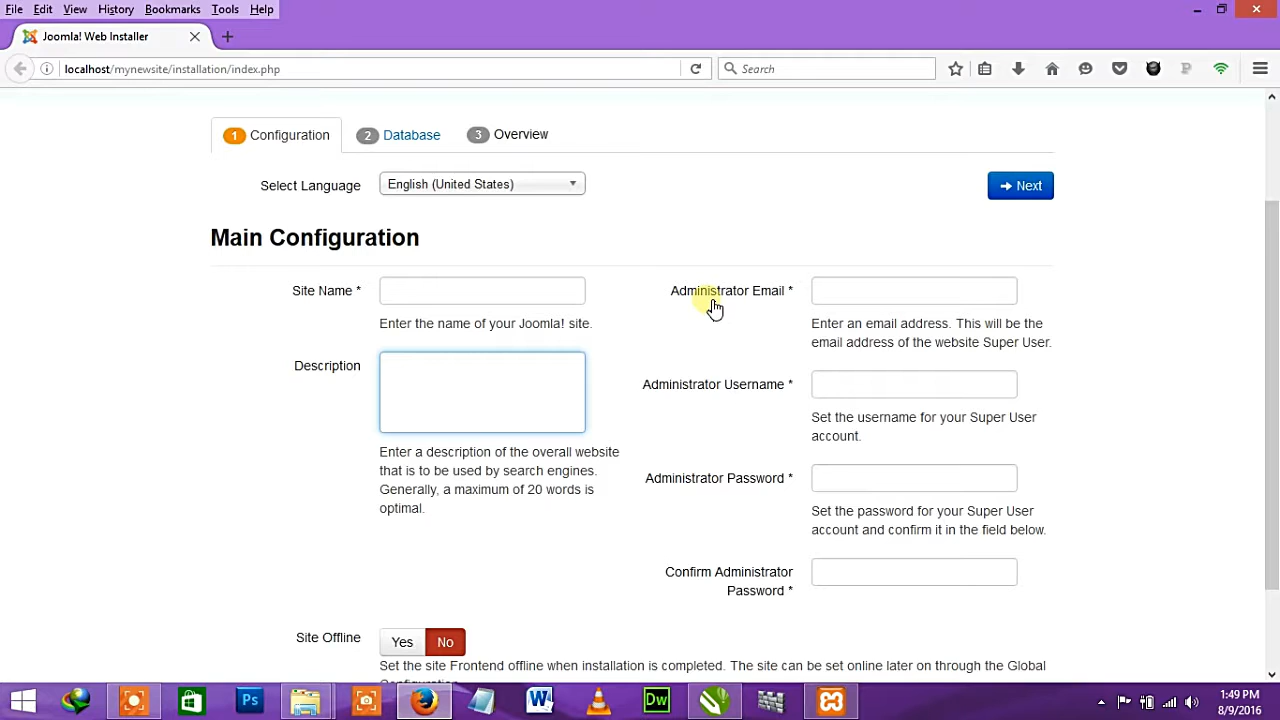 File Edit View History Bookmarks Tools Help
Joomla! Web Installer
localhost/mynewsite/installation/index.php
Search
1 Configuration 2 Database 3 Overview
Select Language English (United States) Next
Main Configuration
Site Name *
Enter the name of your Joomla! site.
Description
Enter a description of the overall website
that is to be used by search engines.
Generally, a maximum of 20 words is
optimal.
Administrator Email *
Enter an email address. This will be the
email address of the website Super User.
Administrator Username *
Set the username for your Super User
account.
Administrator Password *
Set the password for your Super User
account and confirm it in the field below.
Confirm Administrator
Password *
Site Offline Yes No
Set the site Frontend offline when installation is completed. The site can be set online later on through the Global
Ps W Dw
1:49 PM
8/9/2016